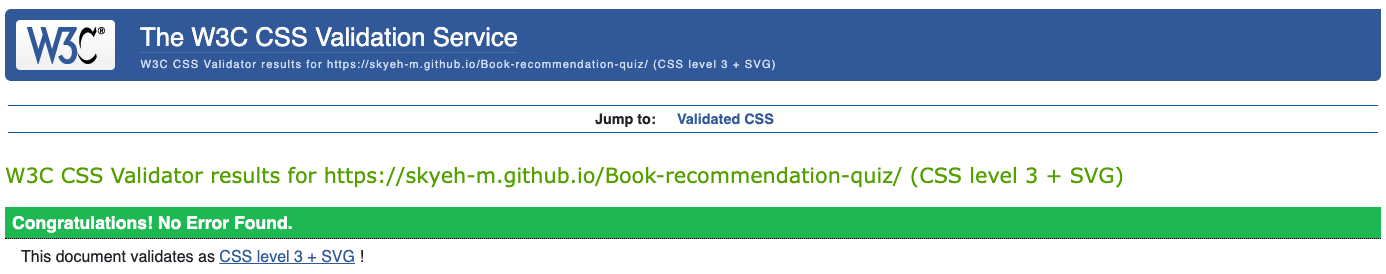 W3C®
The W3C CSS Validation Service
W3C CSS Validator results for https://skyeh-m.github.io/Book-recommendation-quiz/ (CSS level 3 + SVG)
Jump to: Validated CSS
W3C CSS Validator results for https://skyeh-m.github.io/Book-recommendation-quiz/ (CSS level 3 + SVG)
Congratulations! No Error Found.
This document validates as CSS level 3 + SVG !